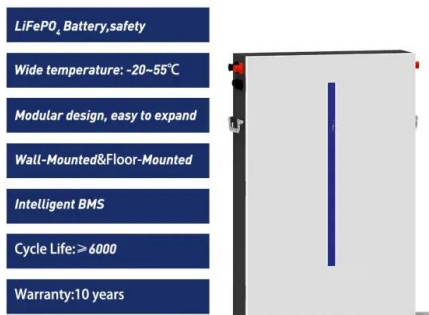 LiFePO₄ Battery,safety
Wide temperature: -20~55℃
Modular design, easy to expand
Wall-Mounted&Floor-Mounted
Intelligent BMS
Cycle Life:≥6000
Warranty:10 years